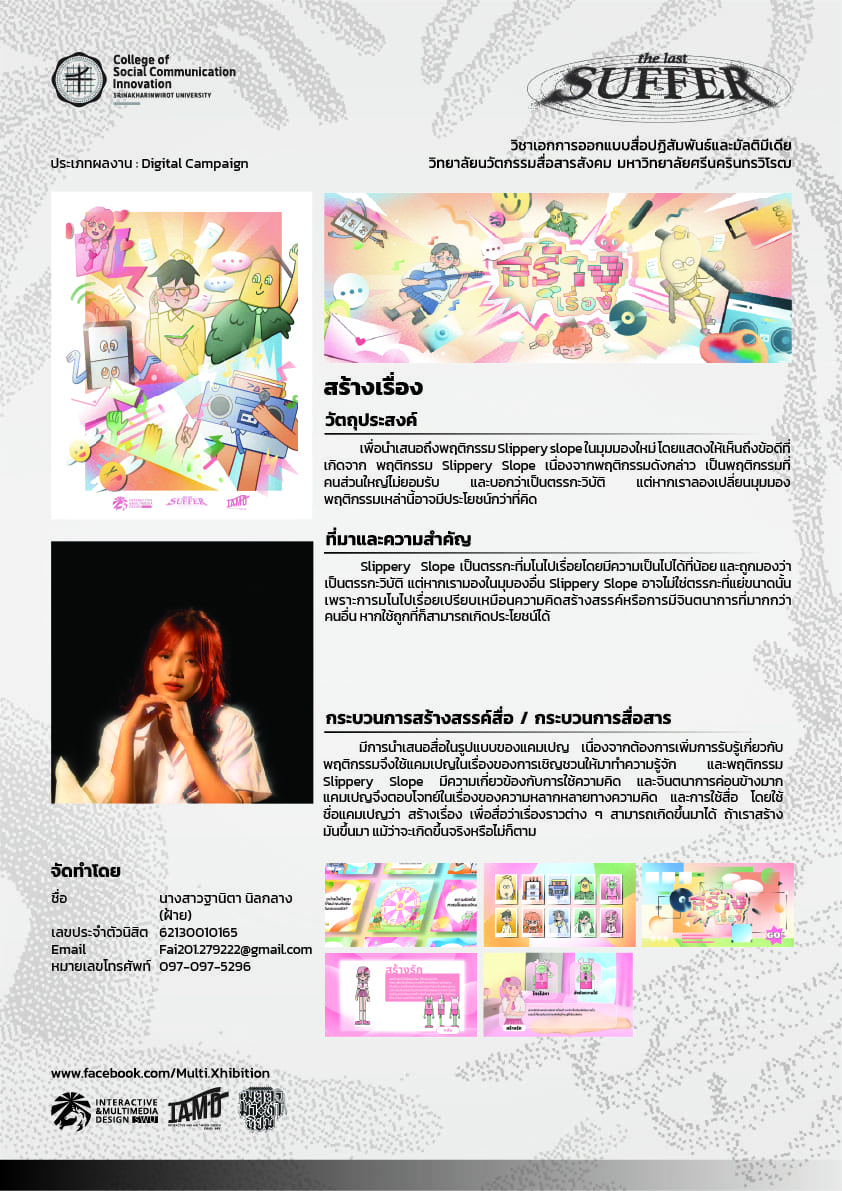 College of
Social Communication
Innovation
SRINAKHARINWIROT UNIVERSITY
the last
SUFFER
วิชาเอกการออกแบบสื่อปฏิสัมพันธ์และมัลติมีเดีย
ประเภทผลงาน : Digital Campaign
วิทยาลัยนวัตกรรมสื่อสารสังคม มหาวิทยาลัยศรีนครินทรวิโรฒ
สร้าง
เรื่อง
INTERACTIVE
&MULTIMEDIA
DESIGN SWU
SUFFER
IAMD
สร้างเรื่อง
วัตถุประสงค์
เพื่อนำเสนอถึงพฤติกรรม Slippery slope ในมุมมองใหม่ โดยแสดงให้เห็นถึงข้อดีที่
เกิดจาก พฤติกรรม Slippery Slope เนื่องจากพฤติกรรมดังกล่าว เป็นพฤติกรรมที่
คนส่วนใหญ่ไม่ยอมรับ และบอกว่าเป็นตรรกะวิบัติ แต่หากเราลองเปลี่ยนมุมมอง
พฤติกรรมเหล่านี้อาจมีประโยชน์กว่าที่คิด
ที่มาและความสำคัญ
Slippery Slope เป็นตรรกะที่มโนไปเรื่อยโดยมีความเป็นไปได้ที่น้อย และถูกมองว่า
เป็นตรรกะวิบัติ แต่หากเรามองในมุมองอื่น Slippery Slope อาจไม่ใช่ตรรกะที่แย่ขนาดนั้น
เพราะการมโนไปเรื่อยเปรียบเหมือนความคิดสร้างสรรค์หรือการมีจินตนาการที่มากกว่า
คนอื่น หากใช้ถูกที่ก็สามารถเกิดประโยชน์ได้
กระบวนการสร้างสรรค์สื่อ / กระบวนการสื่อสาร
มีการนำเสนอสื่อในรูปแบบของแคมเปญ เนื่องจากต้องการเพิ่มการรับรู้เกี่ยวกับ
พฤติกรรมจึงใช้แคมเปญในเรื่องของการเชิญชวนให้มาทำความรู้จัก และพฤติกรรม
Slippery Slope มีความเกี่ยวข้องกับการใช้ความคิด และจินตนาการค่อนข้างมาก
แคมเปญจึงตอบโจทย์ในเรื่องของความหลากหลายทางความคิด และการใช้สื่อ โดยใช้
ชื่อแคมเปญว่า สร้างเรื่อง เพื่อสื่อว่าเรื่องราวต่าง ๆ สามารถเกิดขึ้นมาได้ ถ้าเราสร้าง
มันขึ้นมา แม้ว่าจะเกิดขึ้นจริงหรือไม่ก็ตาม
จัดทำโดย
ชื่อ นางสาวฐานิตา นิลกลาง
(ฝ้าย)
เลขประจำตัวนิสิต 62130010165
Email Fai201.279222@gmail.com
หมายเลขโทรศัพท์ 097-097-5296
สร้าง
เรื่อง
GO!
สร้างรัก
www.facebook.com/Multi.Xhibition
INTERACTIVE
&MULTIMEDIA
DESIGN SWU
IAMD